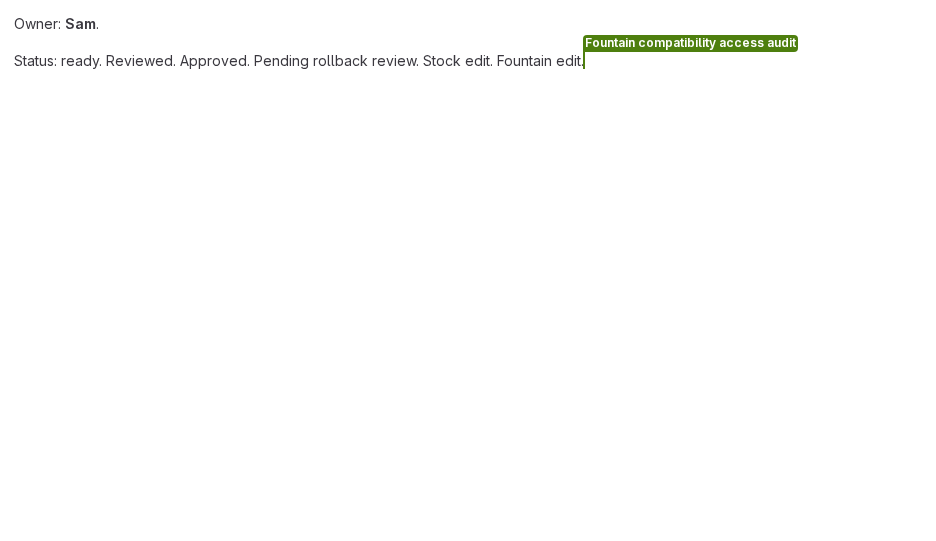 Owner: Sam.
Fountain compatibility access audit
Status: ready. Reviewed. Approved. Pending rollback review. Stock edit. Fountain edit.